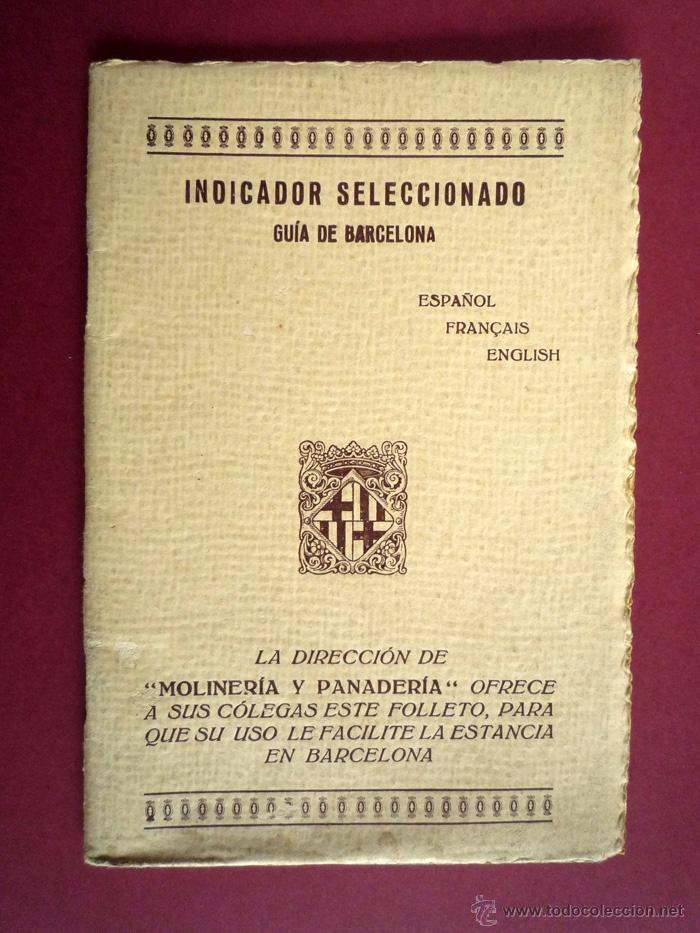 INDICADOR SELECCIONADO
GUÍA DE BARCELONA
ESPAÑOL
FRANÇAIS
ENGLISH
LA DIRECCIÓN DE
"MOLINERÍA Y PANADERÍA" OFRECE
A SUS CÓLEGAS ESTE FOLLETO, PARA
QUE SU USO LE FACILITE LA ESTANCIA
EN BARCELONA
www.todocoleccion.net